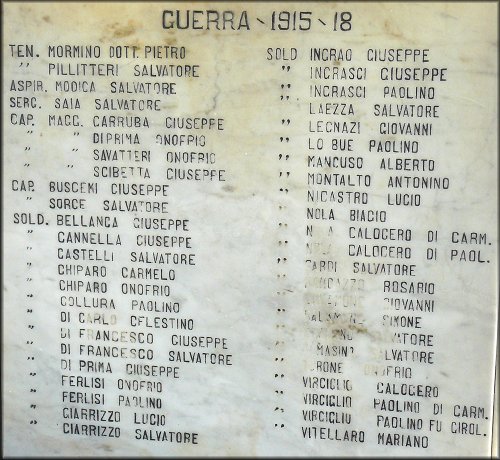 GUERRA ~ 1915 ~ 18
TEN. MORMINO DOTT. PIETRO
" PILLITTERI SALVATORE
ASPIR. MODICA SALVATORE
SERG. SAIA SALVATORE
CAP. MAGG. CARRUBA GIUSEPPE
" " DI PRIMA ONOFRIO
" " SAVATTERI ONOFRIO
" " SCIBETTA GIUSEPPE
CAP. BUSCEMI GIUSEPPE
" SORCE SALVATORE
SOLD. BELLANCA GIUSEPPE
" CANNELLA GIUSEPPE
" CASTELLI SALVATORE
" CHIPARO CARMELO
" CHIPARO ONOFRIO
" COLLURA PAOLINO
" DI CARLO CELESTINO
" DI FRANCESCO GIUSEPPE
" DI FRANCESCO SALVATORE
" DI PRIMA GIUSEPPE
" FERLISI ONOFRIO
" FERLISI PAOLINO
" GIARRIZZO LUCIO
" GIARRIZZO SALVATORE
SOLD INGRAO GIUSEPPE
" INGRASCI GIUSEPPE
" INGRASCI PAOLINO
" LAEZZA SALVATORE
" LEGNAZI GIOVANNI
" LO BUE PAOLINO
" MANCUSO ALBERTO
" MONTALTO ANTONINO
" NICASTRO LUCIO
" NOLA BIAGIO
" CALOGERO DI CARM.
" CALOGERO DI PAOL.
" SALVATORE
" ROSARIO
" GIOVANNI
" SIMONE
"
" SALVATORE
" ONOFRIO
" VIRGIGLIO CALOGERO
" VIRGIGLIO PAOLINO DI CARM.
" VIRGIGLIO PAOLINO FU GIROL.
" VITELLARO MARIANO